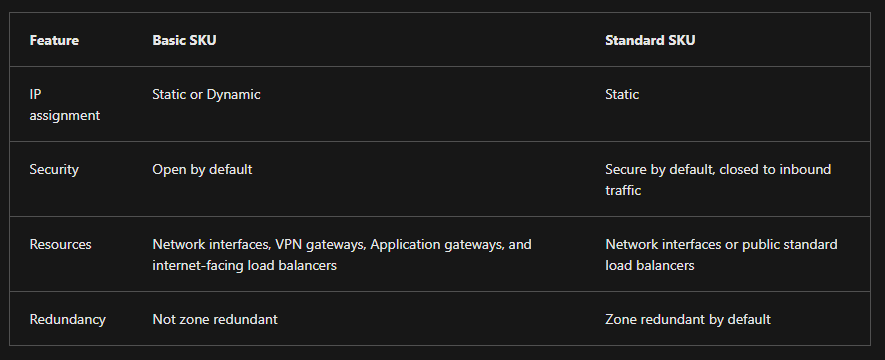 Feature Basic SKU Standard SKU
IP assignment Static or Dynamic Static
Security Open by default Secure by default, closed to inbound traffic
Resources Network interfaces, VPN gateways, Application gateways, and internet-facing load balancers Network interfaces or public standard load balancers
Redundancy Not zone redundant Zone redundant by default